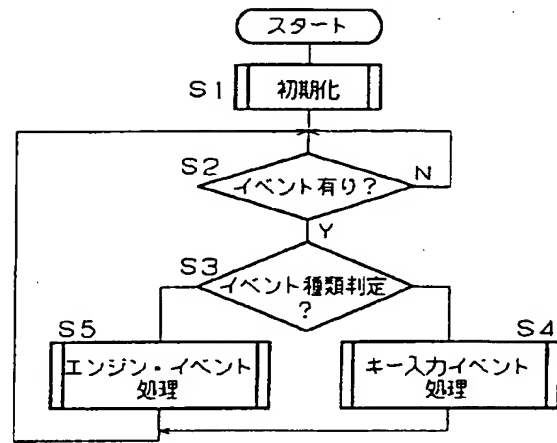 スタート
S1
初期化
S2
イベント有り?
N
Y
S3
イベント種類判定
?
S5
エンジン・イベント
処理
S4
キー入力イベント
処理